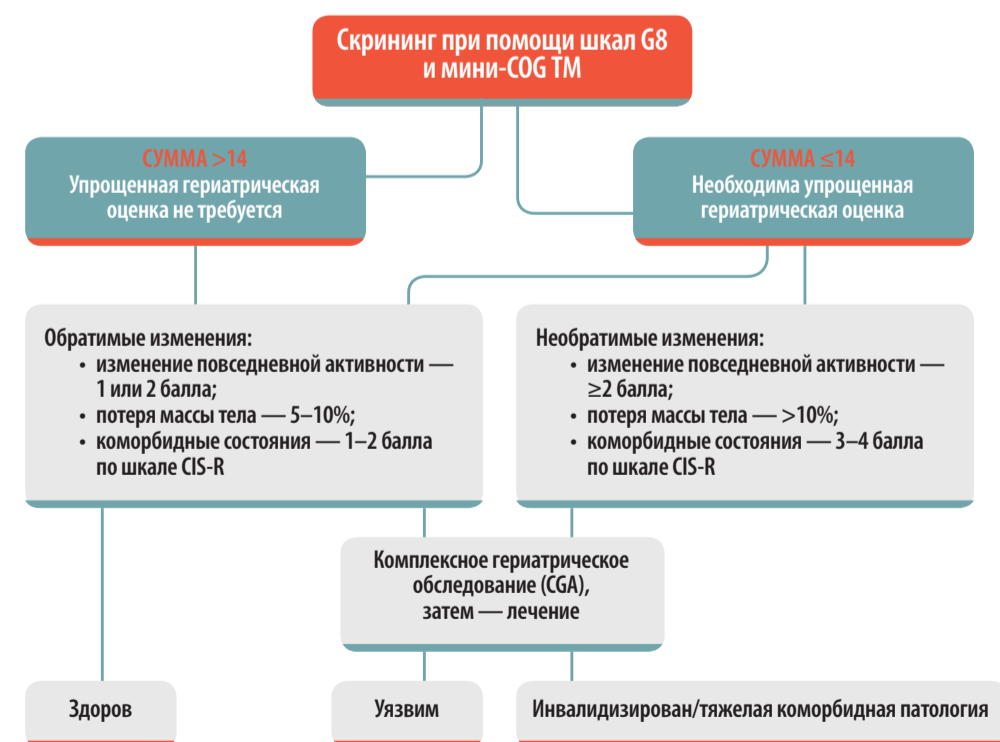 Скрининг при помощи шкал G8
и мини-COG TM
СУММА >14
Упрощенная гериатрическая
оценка не требуется
СУММА ≤14
Необходима упрощенная
гериатрическая оценка
Обратимые изменения:
• изменение повседневной активности —
1 или 2 балла;
• потеря массы тела — 5–10%;
• коморбидные состояния — 1–2 балла
по шкале CIS-R
Необратимые изменения:
• изменение повседневной активности —
≥2 балла;
• потеря массы тела — >10%;
• коморбидные состояния — 3–4 балла
по шкале CIS-R
Комплексное гериатрическое
обследование (CGA),
затем — лечение
Здоров
Уязвим
Инвалидизирован/тяжелая коморбидная патология